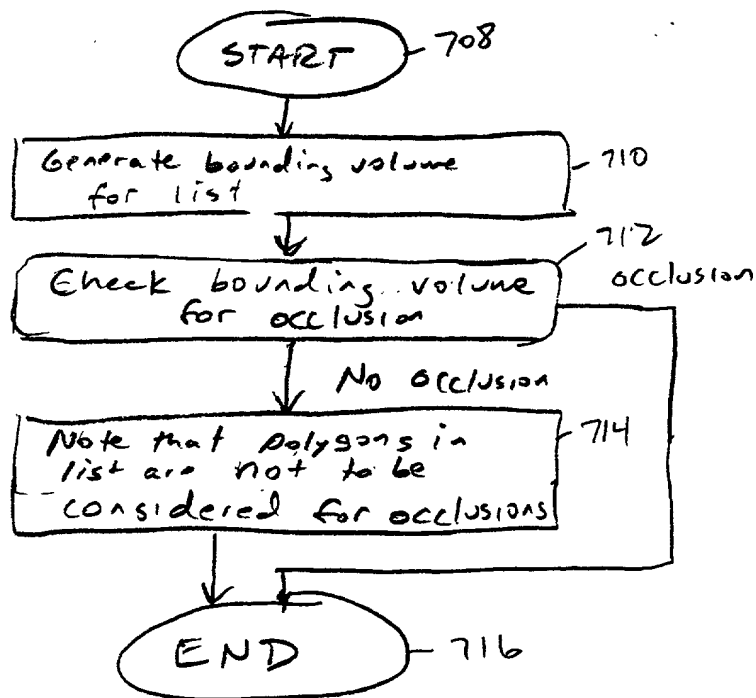 START
708
Generate bounding volume
for list
710
712
Check bounding volume
for occlusion
occlusion
No occlusion
Note that polygons in
list are not to be
considered for occlusions
714
END
716